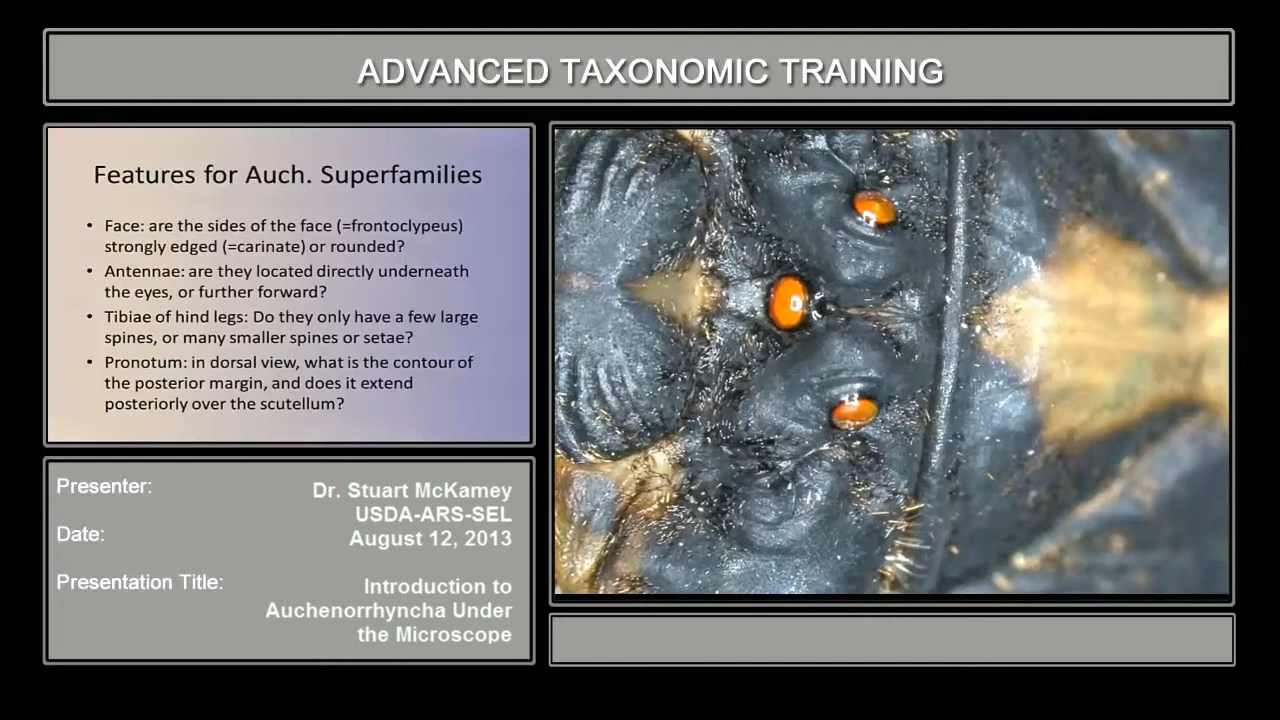 ADVANCED TAXONOMIC TRAINING
Features for Auch. Superfamilies
• Face: are the sides of the face (=frontoclypeus)
strongly edged (=carinate) or rounded?
• Antennae: are they located directly underneath
the eyes, or further forward?
• Tibiae of hind legs: Do they only have a few large
spines, or many smaller spines or setae?
• Pronotum: in dorsal view, what is the contour of
the posterior margin, and does it extend
posteriorly over the scutellum?
Presenter:
Dr. Stuart McKamey
USDA-ARS-SEL
Date:
August 12, 2013
Presentation Title:
Introduction to
Auchenorrhyncha Under
the Microscope